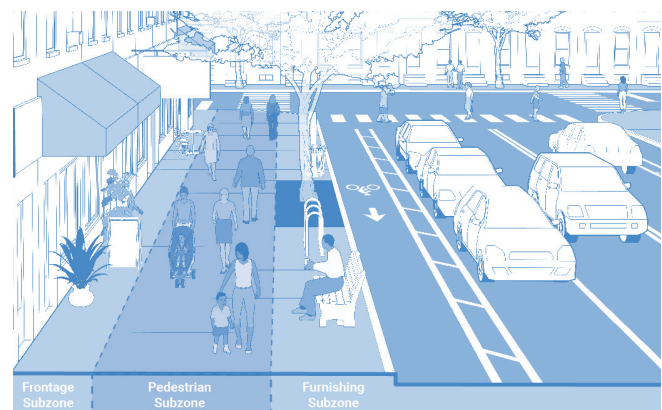 Frontage
Subzone
Pedestrian
Subzone
Furnishing
Subzone